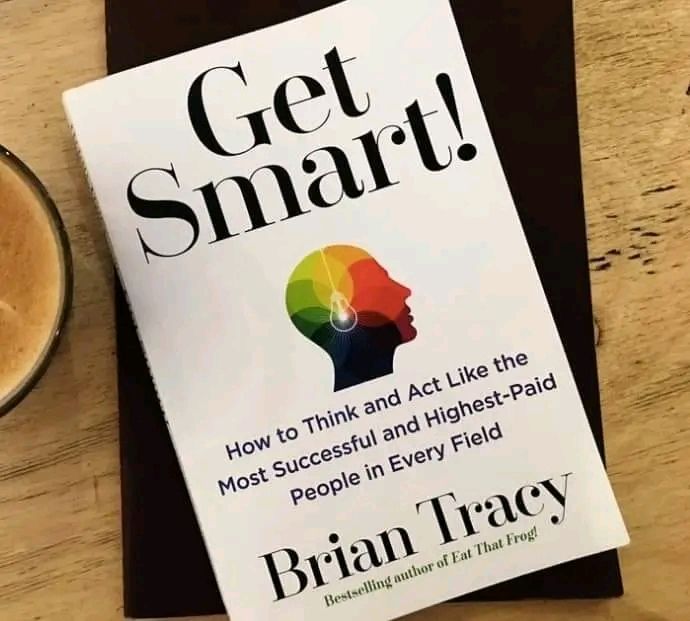 Get
Smart!
How to Think and Act Like the
Most Successful and Highest-Paid
People in Every Field
Brian Tracy
Bestselling author of Eat That Frog!